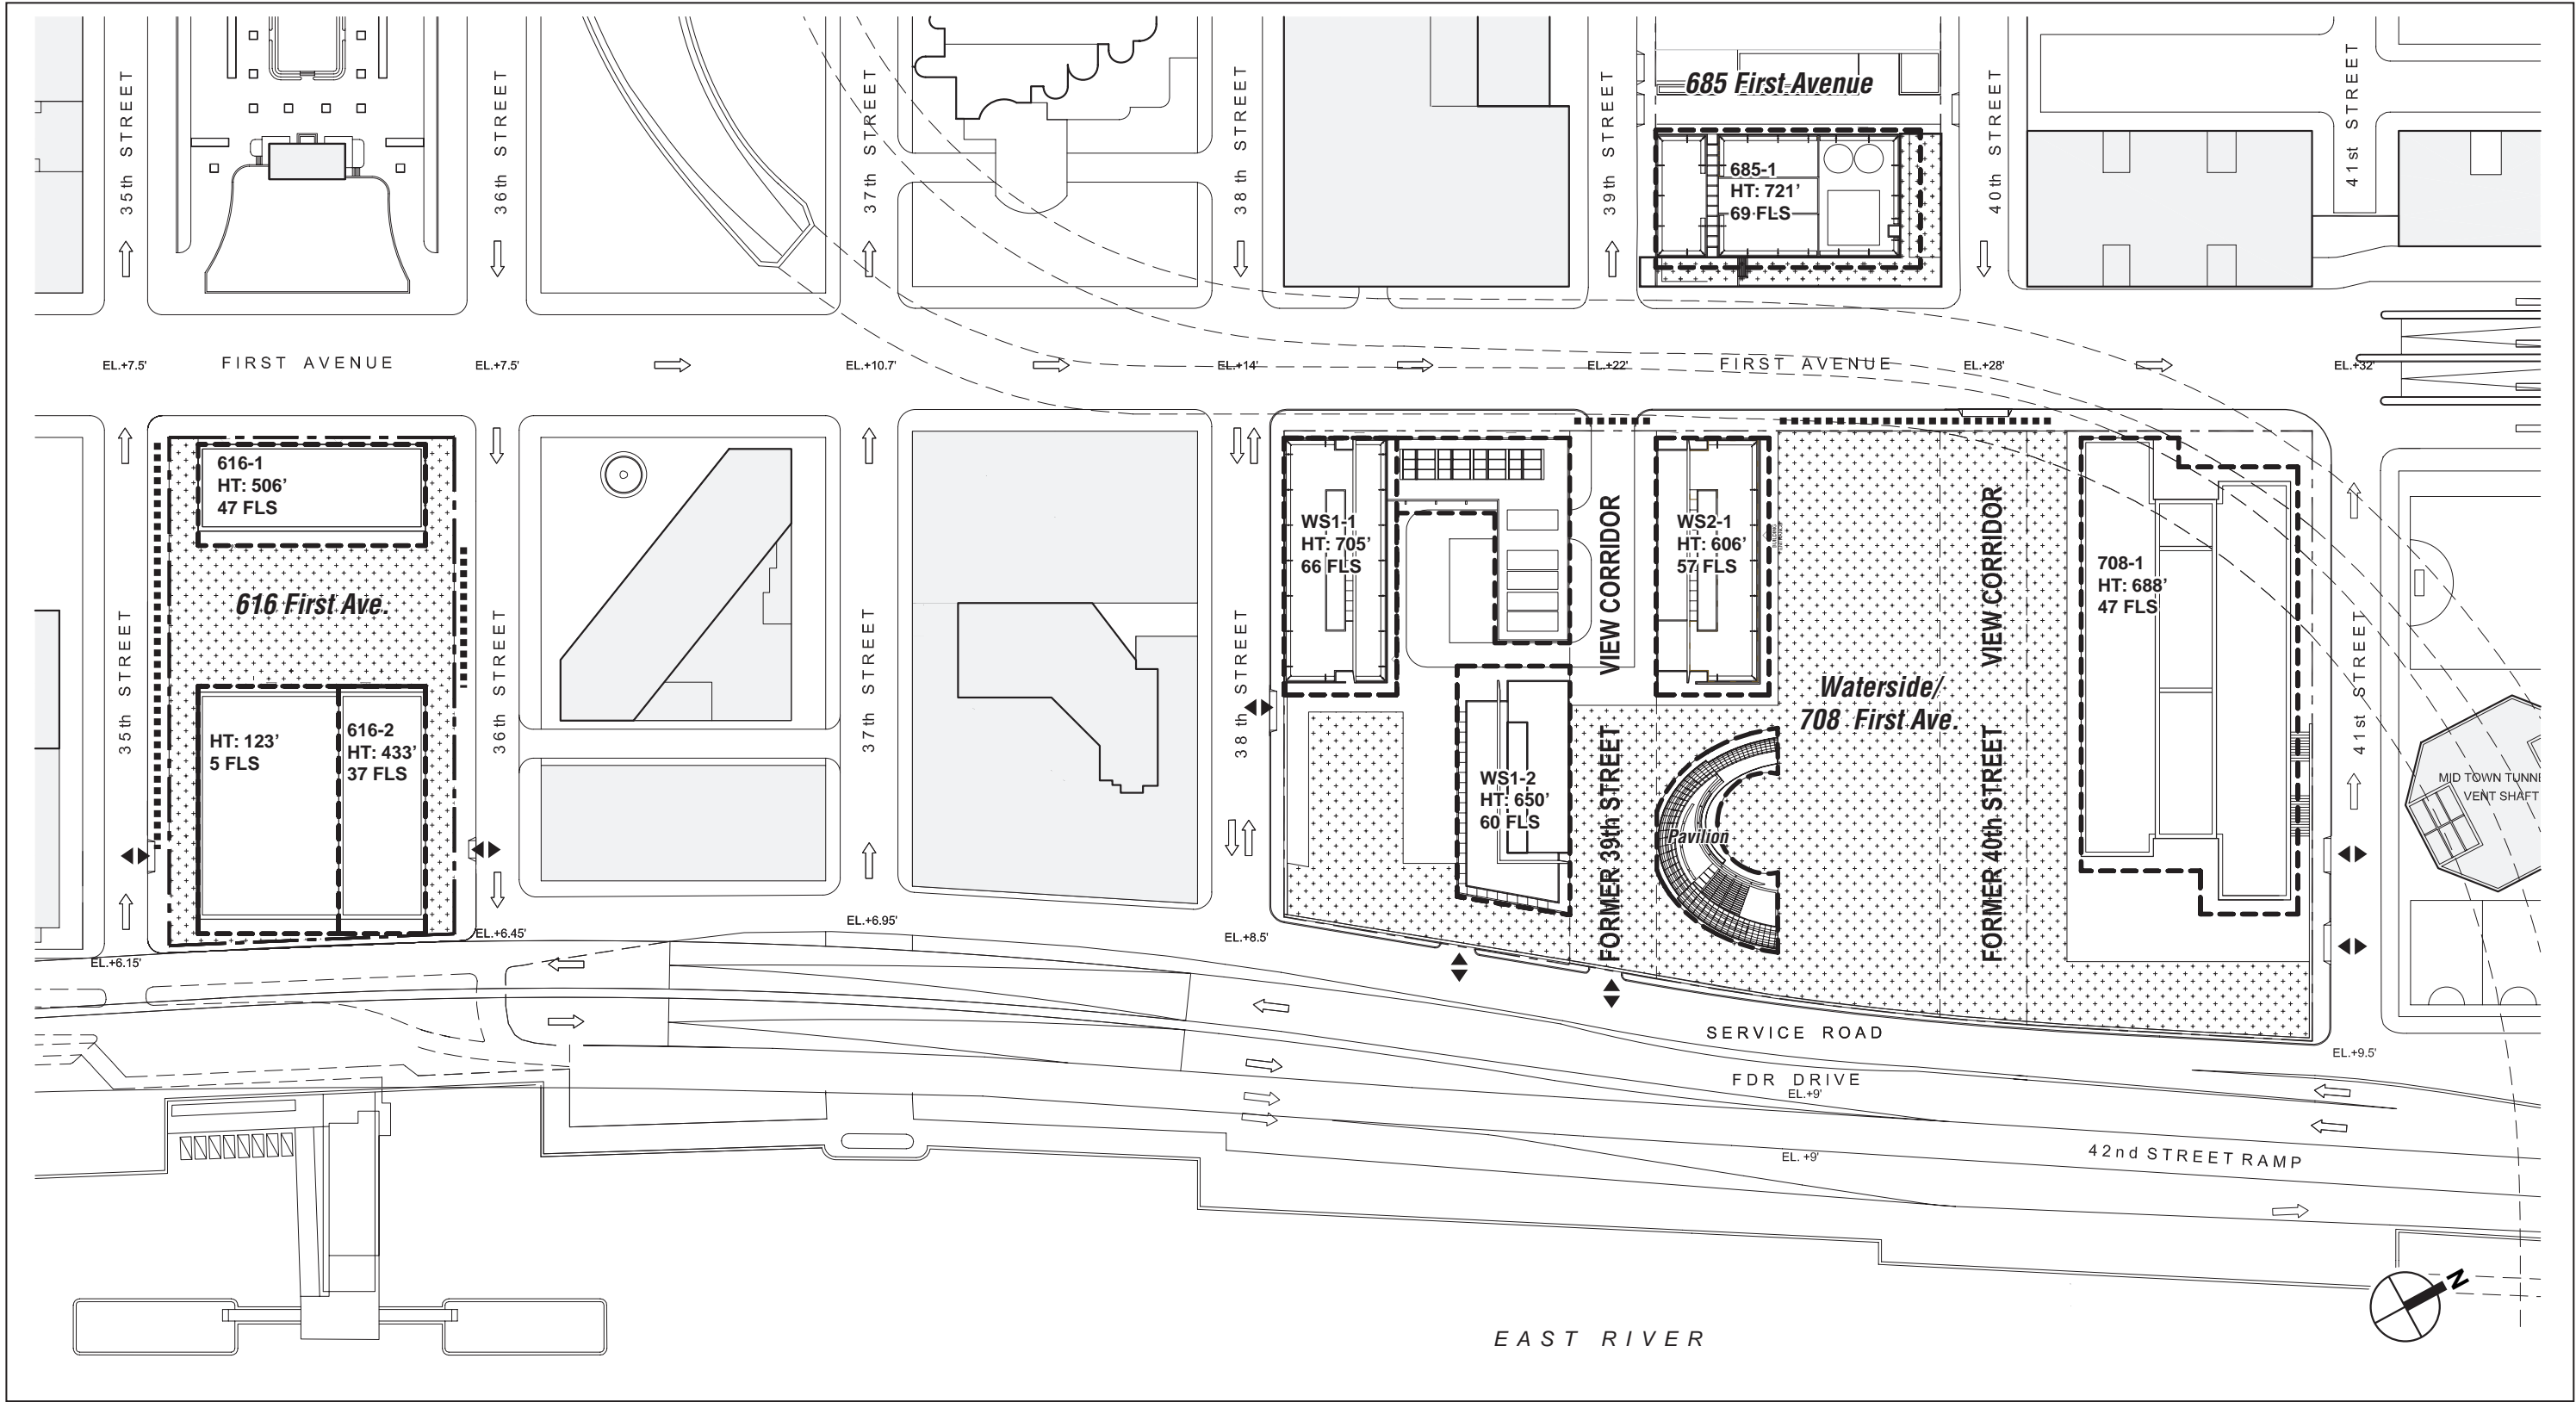 35th STREET
36th STREET
37th STREET
38 th STREET
39th STREET
40th STREET
41st STREET
685 First Avenue
685-1
HT: 721’
69 FLS
EL.+7.5'
FIRST AVENUE
EL.+7.5'
EL.+10.7'
EL.+14'
EL.+22'
FIRST AVENUE
EL.+28'
EL.+32'
616-1
HT: 506’
47 FLS
616 First Ave.
HT: 123’
5 FLS
616-2
HT: 433’
37 FLS
35th STREET
36th STREET
37th STREET
38 th STREET
WS1-1
HT: 705’
66 FLS
WS1-2
HT: 650’
60 FLS
VIEW CORRIDOR
FORMER 39th STREET
WS2-1
HT: 606’
57 FLS
Pavilion
Waterside/
708 First Ave.
VIEW CORRIDOR
FORMER 40th STREET
708-1
HT: 688’
47 FLS
41st STREET
MID TOWN TUNNE
VENT SHAFT
EL.+6.15'
EL.+6.45'
EL.+6.95'
EL.+8.5'
SERVICE ROAD
EL.+9.5'
FDR DRIVE
EL.+9'
EL. +9'
42nd STREET RAMP
N
EAST RIVER